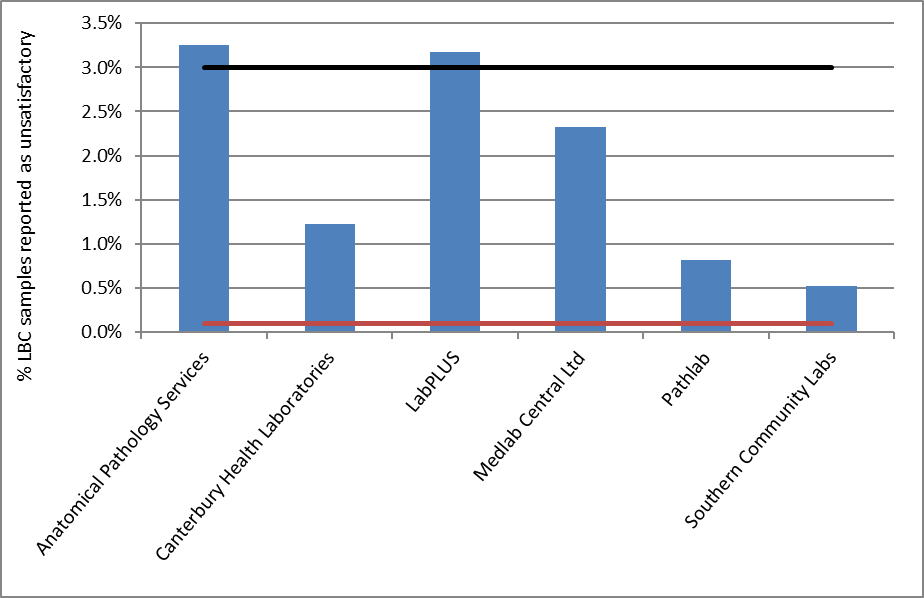 % LBC samples reported as unsatisfactory
3.5%
3.0%
2.5%
2.0%
1.5%
1.0%
0.5%
0.0%
Anatomical Pathology Services
Canterbury Health Laboratories
LabPLUS
Medlab Central Ltd
Pathlab
Southern Community Labs